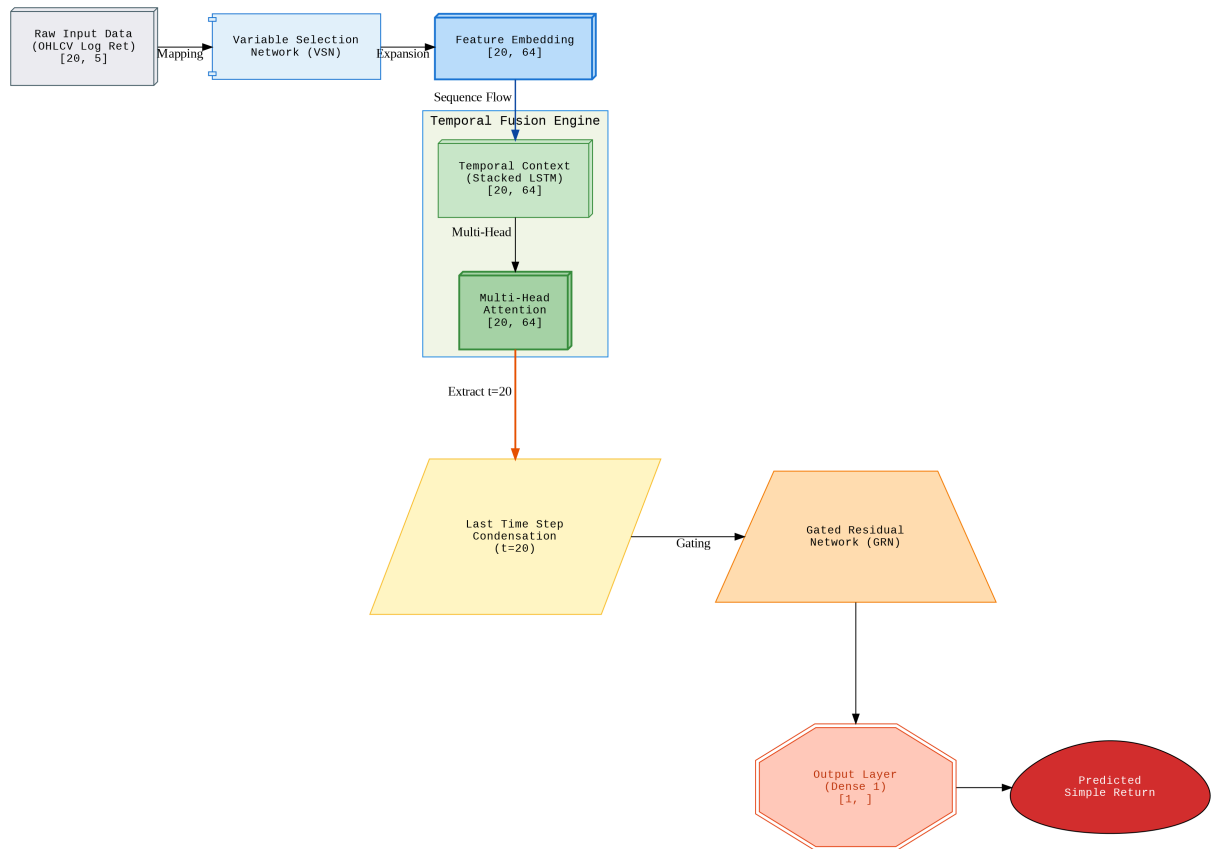 Raw Input Data
(OHLCV Log Ret)
[20, 5]
Mapping
Variable Selection
Network (VSN)
Expansion
Feature Embedding
[20, 64]
Sequence Flow
Temporal Fusion Engine
Temporal Context
(Stacked LSTM)
[20, 64]
Multi-Head
Multi-Head
Attention
[20, 64]
Extract t=20
Last Time Step
Condensation
(t=20)
Gating
Gated Residual
Network (GRN)
Output Layer
(Dense 1)
[1, ]
Predicted
Simple Return